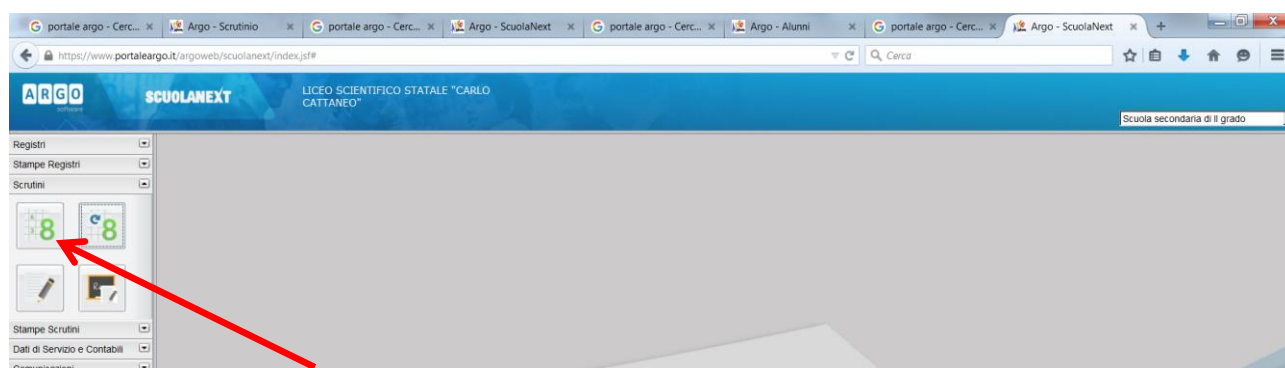 portale argo - Cerc... Argo - Scrutinio portale argo - Cerc... Argo - ScuolaNext portale argo - Cerc... Argo - Alunni portale argo - Cerc... Argo - ScuolaNext
https://www.portaleargo.it/argoweb/scuolanext/index.jsf# Cerca
ARGO SCUOLANEXT LICEO SCIENTIFICO STATALE "CARLO
software CATTANEO"
Scuola secondaria di II grado
Registri
Stampe Registri
Scrutini
8 8
Stampe Scrutini
Dati di Servizio e Contabili
Comunicazioni